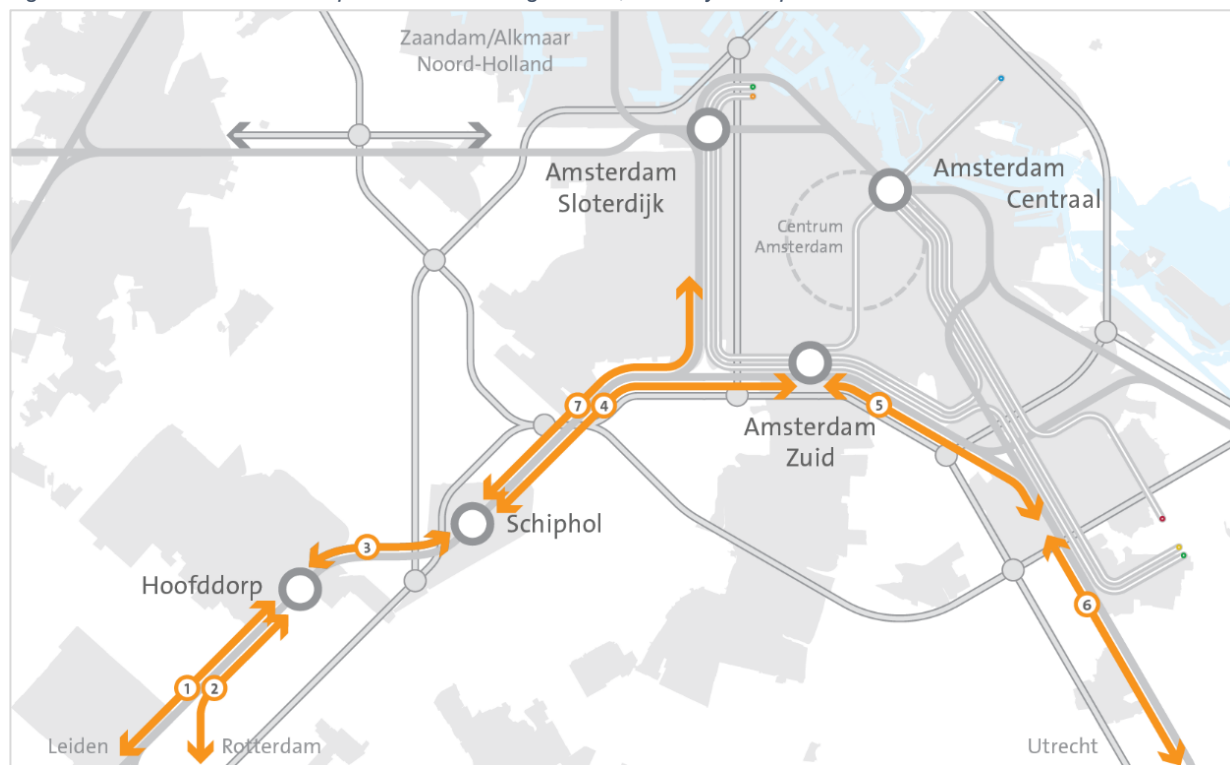 Zaandam/Alkmaar
Noord-Holland
Amsterdam
Sloterdijk
Amsterdam
Centraal
Centrum
Amsterdam
7
4
5
Amsterdam
Zuid
Schiphol
3
Hoofddorp
6
1
2
Leiden
Rotterdam
Utrecht